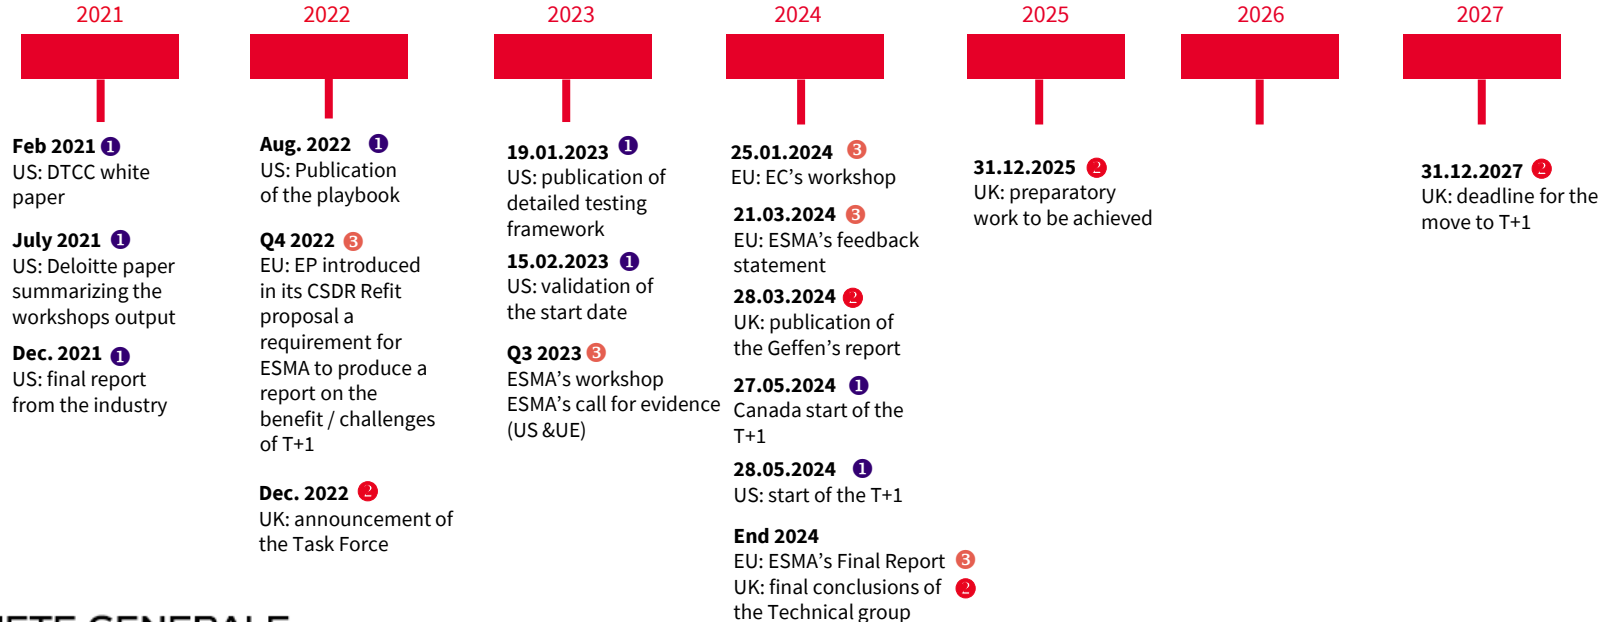 2021
2022
2023
2024
2025
2026
2027
Feb 2021 1
US: DTCC white
paper
July 2021 1
US: Deloitte paper
summarizing the
workshops output
Dec. 2021 1
US: final report
from the industry
Aug. 2022 1
US: Publication
of the playbook
Q4 2022 3
EU: EP introduced
in its CSDR Refit
proposal a
requirement for
ESMA to produce a
report on the
benefit / challenges
of T+1
Dec. 2022 2
UK: announcement of
the Task Force
19.01.2023 1
US: publication of
detailed testing
framework
15.02.2023 1
US: validation of
the start date
Q3 2023 3
ESMA’s workshop
ESMA’s call for evidence
(US &UE)
25.01.2024 3
EU: EC’s workshop
21.03.2024 3
EU: ESMA’s feedback
statement
28.03.2024 2
UK: publication of
the Geffen’s report
27.05.2024 1
Canada start of the
T+1
28.05.2024 1
US: start of the T+1
End 2024
EU: ESMA’s Final Report 3
UK: final conclusions of 2
the Technical group
31.12.2025 2
UK: preparatory
work to be achieved
31.12.2027 2
UK: deadline for the
move to T+1
GENERALE